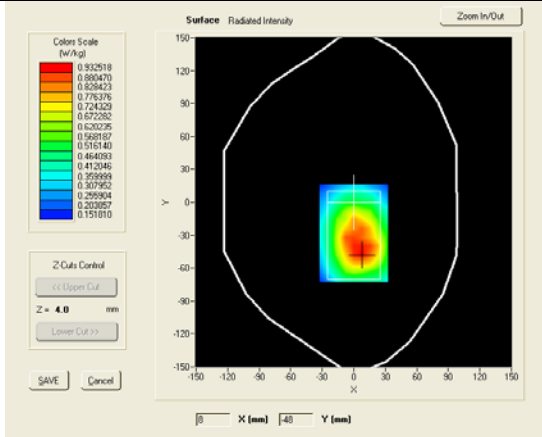 Surface Radiated Intensity
Zoom In/Out
Colors Scale
(W/kg)
0.932518
0.880470
0.828423
0.776376
0.724329
0.672282
0.620235
0.568187
0.516140
0.464093
0.412046
0.359999
0.307952
0.255904
0.203857
0.151810
150
120
90
60
30
0
-30
-60
-90
-120
-150
Y
-150 -120 -90 -60 -30 0 30 60 90 120 150
X
Z-Cuts Control
<< Upper Cut
Z = 4.0 mm
Lower Cut >>
SAVE Cancel
8 X (mm) -48 Y (mm)